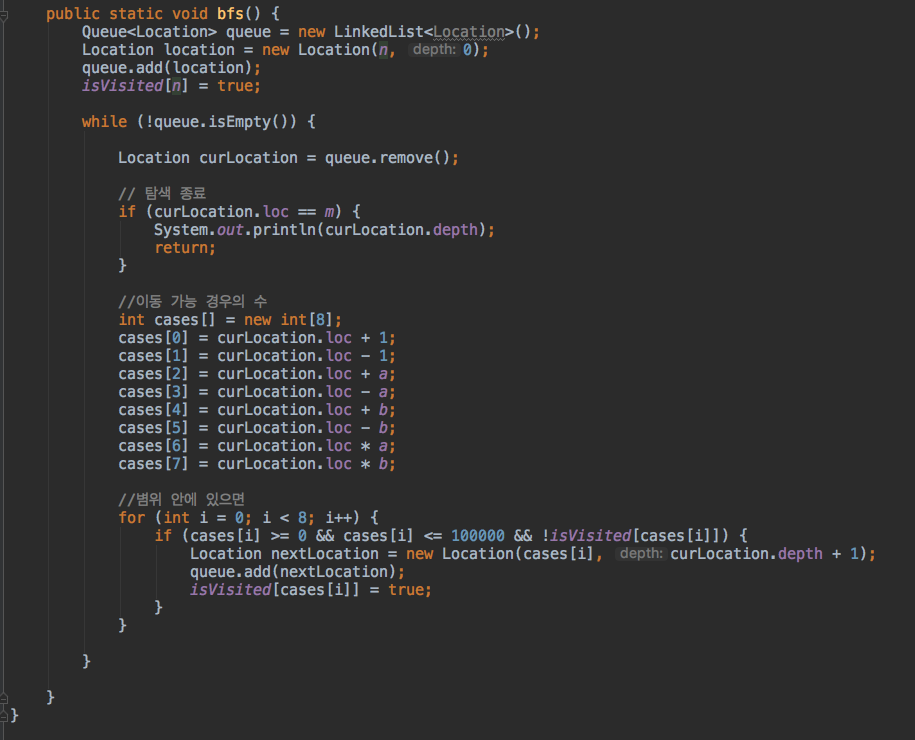 public static void bfs() {
Queue<Location> queue = new LinkedList<Location>();
Location location = new Location(n, depth: 0);
queue.add(location);
isVisited[n] = true;
while (!queue.isEmpty()) {
Location curLocation = queue.remove();
// 탐색 종료
if (curLocation.loc == m) {
System.out.println(curLocation.depth);
return;
}
//이동 가능 경우의 수
int cases[] = new int[8];
cases[0] = curLocation.loc + 1;
cases[1] = curLocation.loc - 1;
cases[2] = curLocation.loc + a;
cases[3] = curLocation.loc - a;
cases[4] = curLocation.loc + b;
cases[5] = curLocation.loc - b;
cases[6] = curLocation.loc * a;
cases[7] = curLocation.loc * b;
//볌위 안에 있으면
for (int i = 0; i < 8; i++) {
if (cases[i] >= 0 && cases[i] <= 100000 && !isVisited[cases[i]]) {
Location nextLocation = new Location(cases[i], depth: curLocation.depth + 1);
queue.add(nextLocation);
isVisited[cases[i]] = true;
}
}
}
}
}